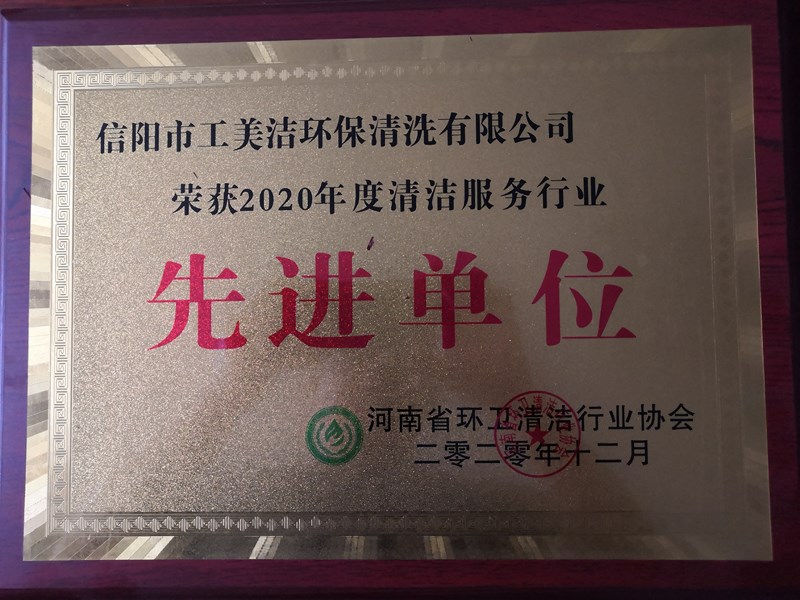 信阳市工美洁环保清洗有限公司
荣获2020年度清洁服务行业
先进单位
河南省环卫清洁行业协会
二零二零年十二月